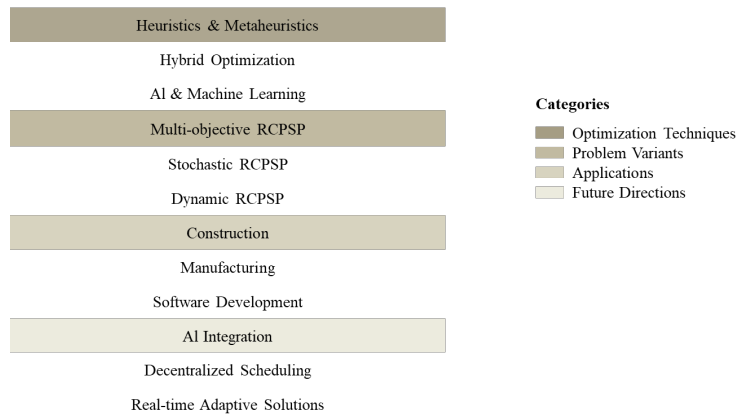 Heuristics & Metaheuristics
Hybrid Optimization
Al & Machine Learning
Multi-objective RCPSP
Stochastic RCPSP
Dynamic RCPSP
Construction
Manufacturing
Software Development
Al Integration
Decentralized Scheduling
Real-time Adaptive Solutions
Categories
Optimization Techniques
Problem Variants
Applications
Future Directions